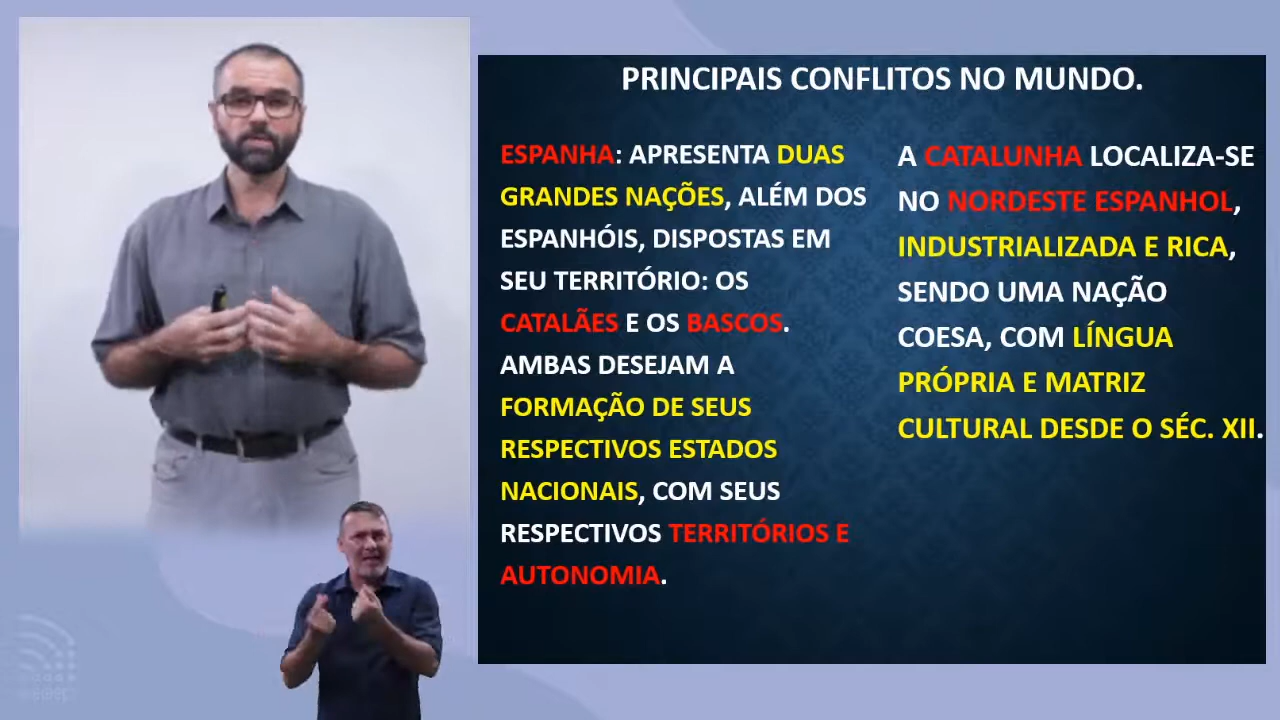 PRINCIPAIS CONFLITOS NO MUNDO.
ESPANHA: APRESENTA DUAS
GRANDES NAÇÕES, ALÉM DOS
ESPANHÓIS, DISPOSTAS EM
SEU TERRITÓRIO: OS
CATALÃES E OS BASCOS.
AMBAS DESEJAM A
FORMAÇÃO DE SEUS
RESPECTIVOS ESTADOS
NACIONAIS, COM SEUS
RESPECTIVOS TERRITÓRIOS E
AUTONOMIA.
A CATALUNHA LOCALIZA-SE
NO NORDESTE ESPANHOL,
INDUSTRIALIZADA E RICA,
SENDO UMA NAÇÃO
COESA, COM LÍNGUA
PRÓPRIA E MATRIZ
CULTURAL DESDE O SÉC. XII.